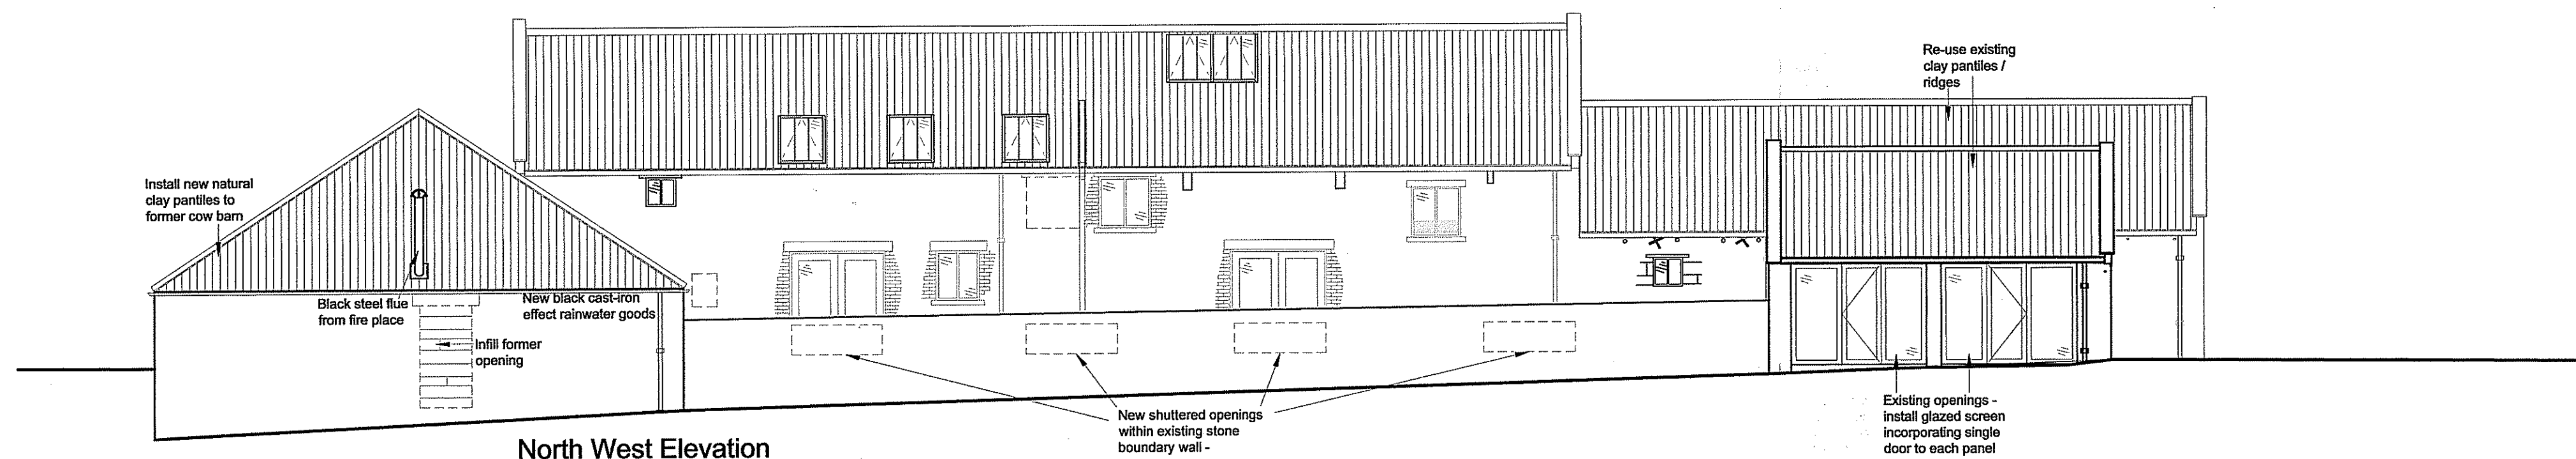 Install new natural
clay pantiles to
former cow barn
Black steel flue
from fire place
New black cast-iron
effect rainwater goods
Infill former
opening
North West Elevation
New shuttered openings
within existing stone
boundary wall -
Re-use existing
clay pantiles /
ridges
Existing openings -
install glazed screen
incorporating single
door to each panel